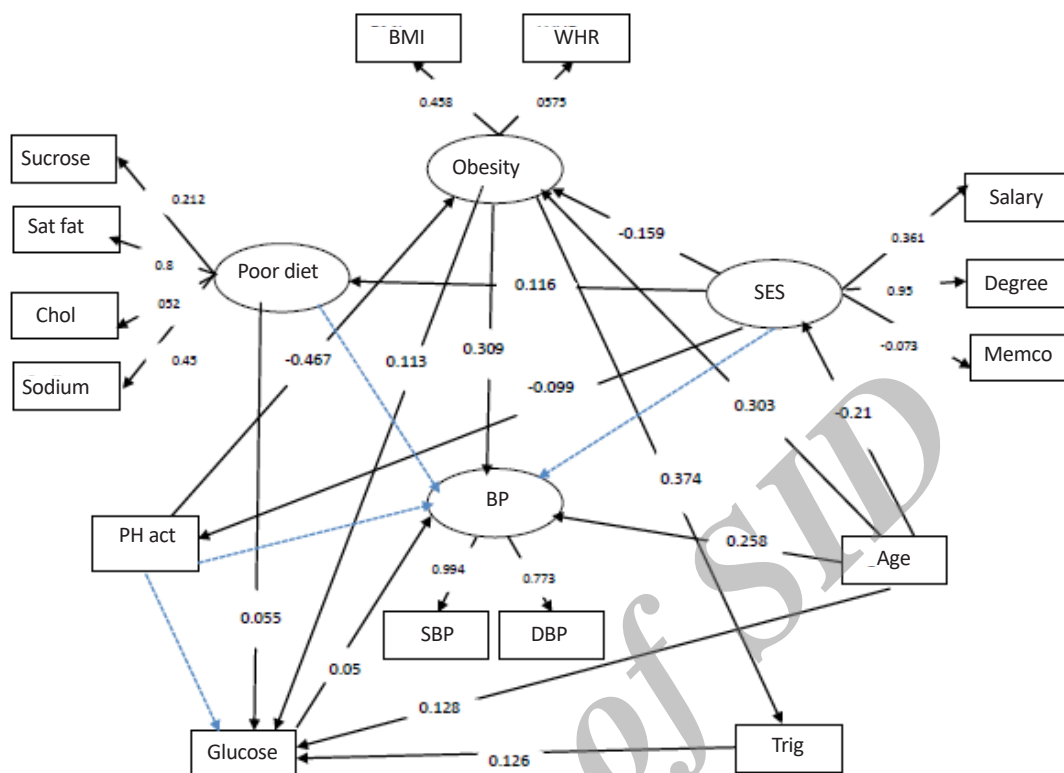 BMI
WHR
0.458
0575
Sucrose
Obesity
Salary
0.212
Sat fat
-0.159
0.361
0.8
Poor diet
0.116
SES
0.95
Degree
Chol
052
0.309
-0.073
Sodium
0.45
-0.467
0.113
Memco
-0.099
0.303
-0.21
0.374
BP
PH act
0.258
Age
0.994
0.773
0.055
SBP
DBP
0.05
0.128
Glucose
0.126
Trig
of SID